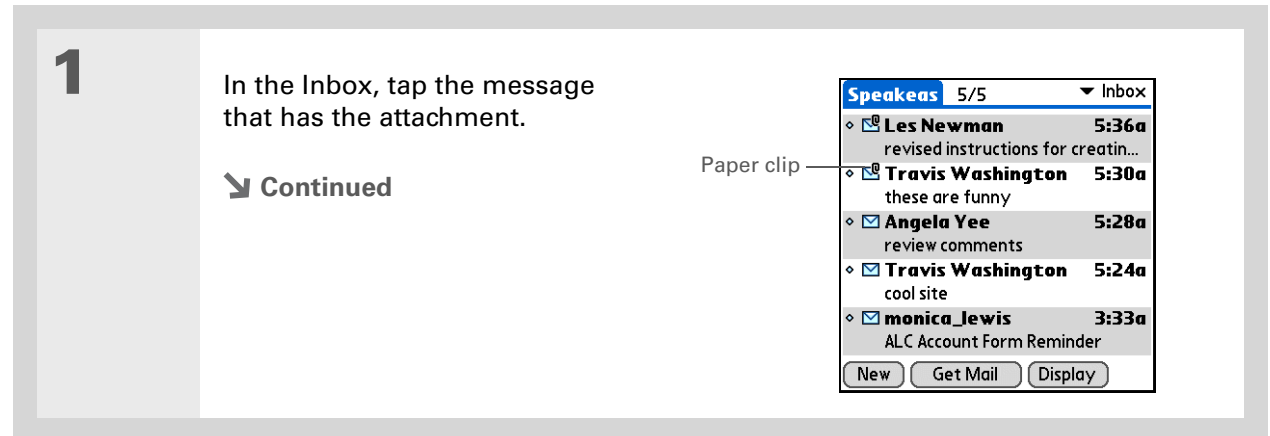 1
In the Inbox, tap the message
that has the attachment.
Continued
Paper clip
Speakeas 5/5 Inbox
Les Newman 5:36a
revised instructions for creatin...
Travis Washington 5:30a
these are funny
Angela Yee 5:28a
review comments
Travis Washington 5:24a
cool site
monica_lewis 3:33a
ALC Account Form Reminder
New Get Mail Display